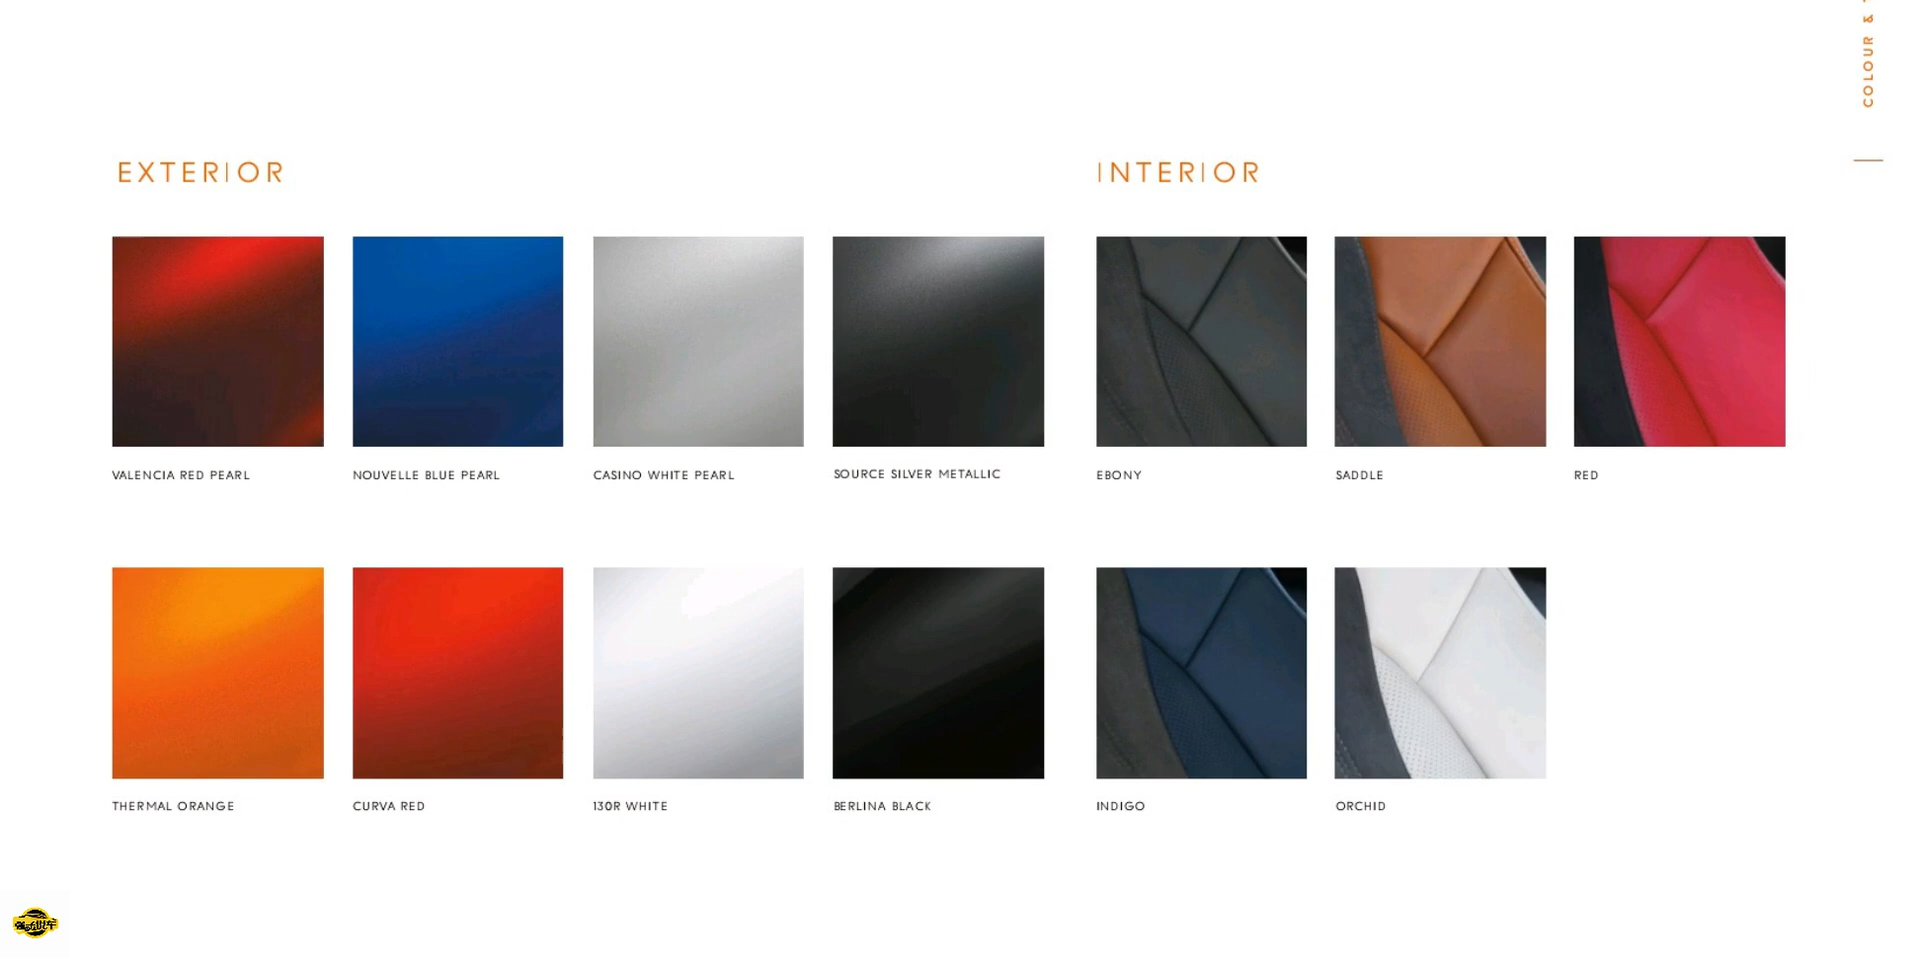 COLOUR &
EXTERIOR
INTERIOR
VALENCIA RED PEARL
NOUVELLE BLUE PEARL
CASINO WHITE PEARL
SOURCE SILVER METALLIC
EBONY
SADDLE
RED
THERMAL ORANGE
CURVA RED
130R WHITE
BERLINA BLACK
INDIGO
ORCHID